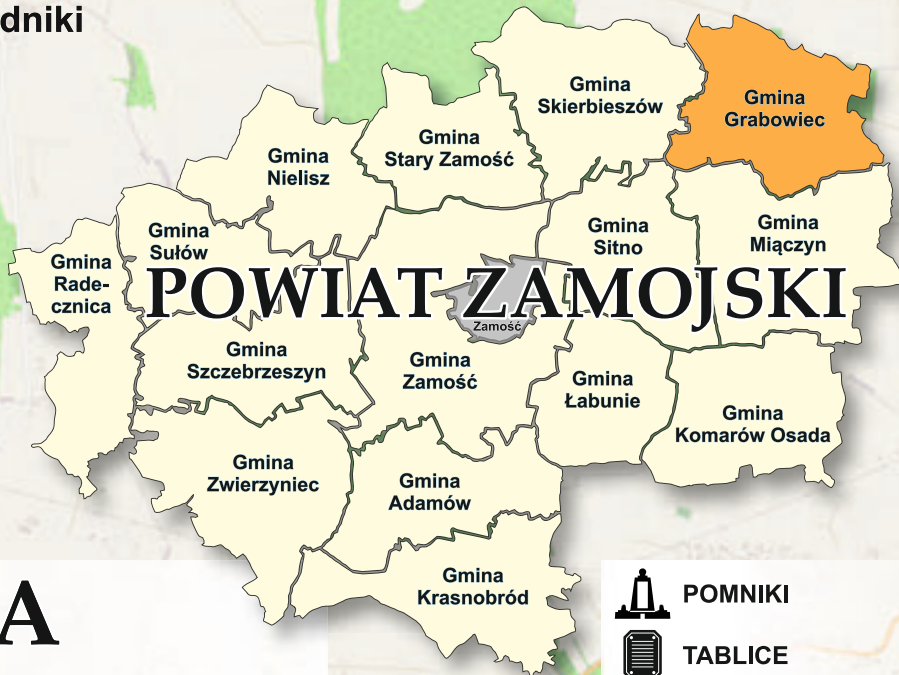 dniki
Gmina
Skierbieszów
Gmina
Grabowiec
Gmina
Stary Zamość
Gmina
Nielisz
Gmina
Sułów
Gmina
Sitno
Gmina
Miączyn
Gmina
Rade-
cznica
POWIAT ZAMOJSKI
Zamość
Gmina
Szczebrzeszyn
Gmina
Zamość
Gmina
Łabunie
Gmina
Komarów Osada
Gmina
Zwierzyniec
Gmina
Adamów
Gmina
Krasnobród
A
POMNIKI
TABLICE